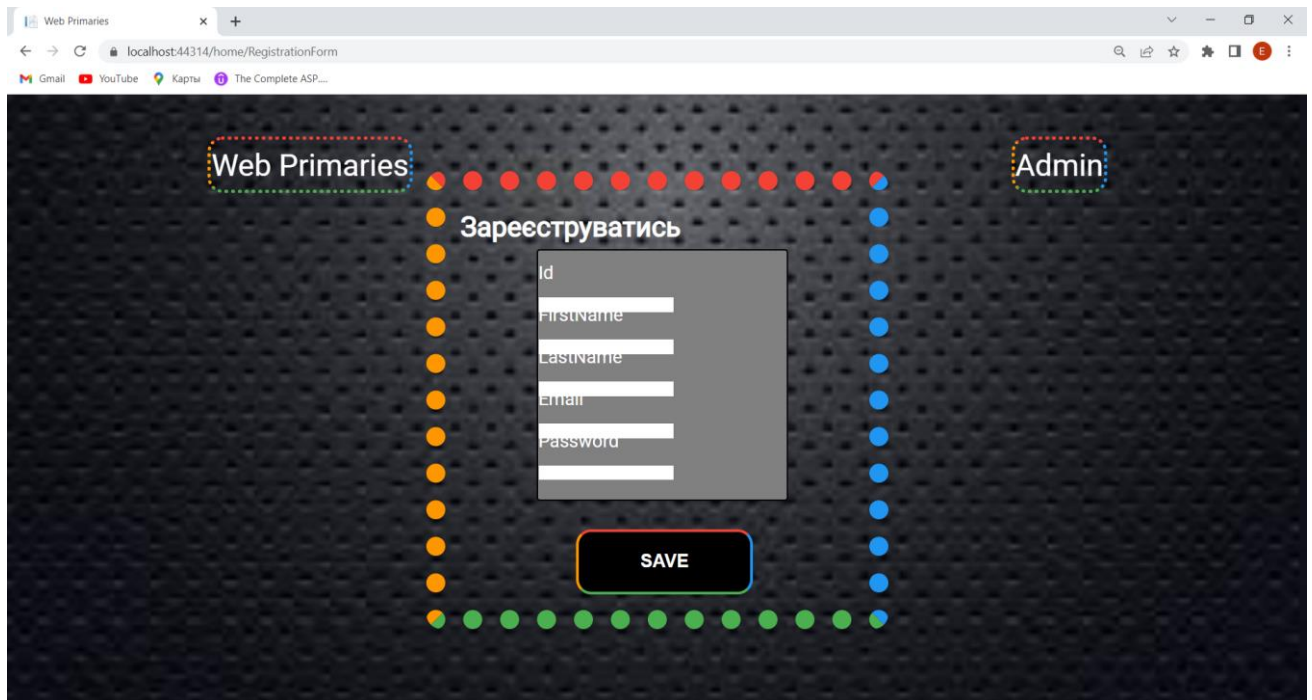 Web Primaries
localhost:44314/home/RegistrationForm
E
Gmail YouTube Карты The Complete ASP....
Web Primaries
Admin
Зареєструватись
Id
FirstName
LastName
Email
Password
SAVE